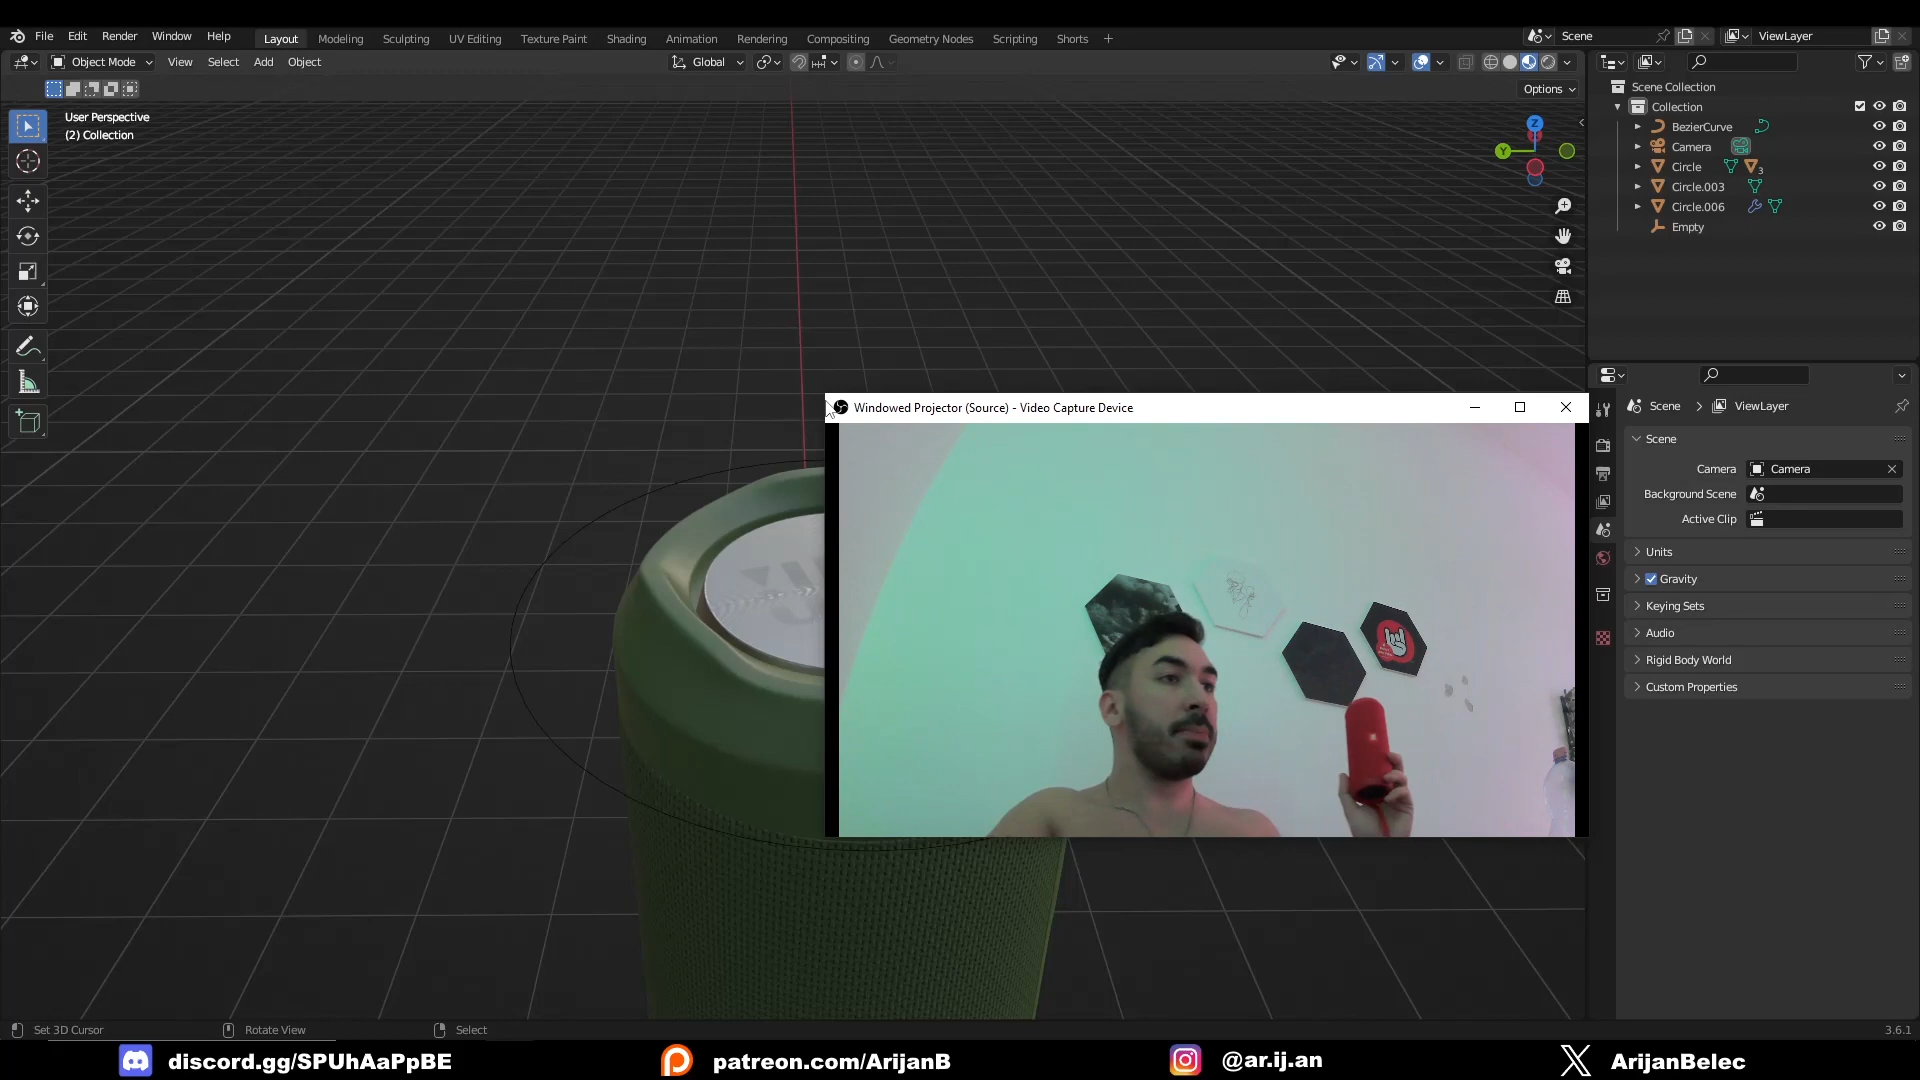 File Edit Render Window Help Layout Modeling Sculpting UV Editing Texture Paint Shading Animation Rendering Compositing Geometry Nodes Scripting Shorts + Scene ViewLayer
Object Mode View Select Add Object Global
Options
User Perspective
(2) Collection
Z
Y
Scene Collection
Collection
BezierCurve
Camera
Circle 3
Circle.003
Circle.006
Empty
Windowed Projector (Source) - Video Capture Device
Scene > ViewLayer
Scene
Camera Camera
Background Scene
Active Clip
Units
Gravity
Keying Sets
Audio
Rigid Body World
Custom Properties
Set 3D Cursor Rotate View Select 3.6.1
discord.gg/SPUhAaPpBE patreon.com/ArijanB @ar.ij.an ArijanBelec